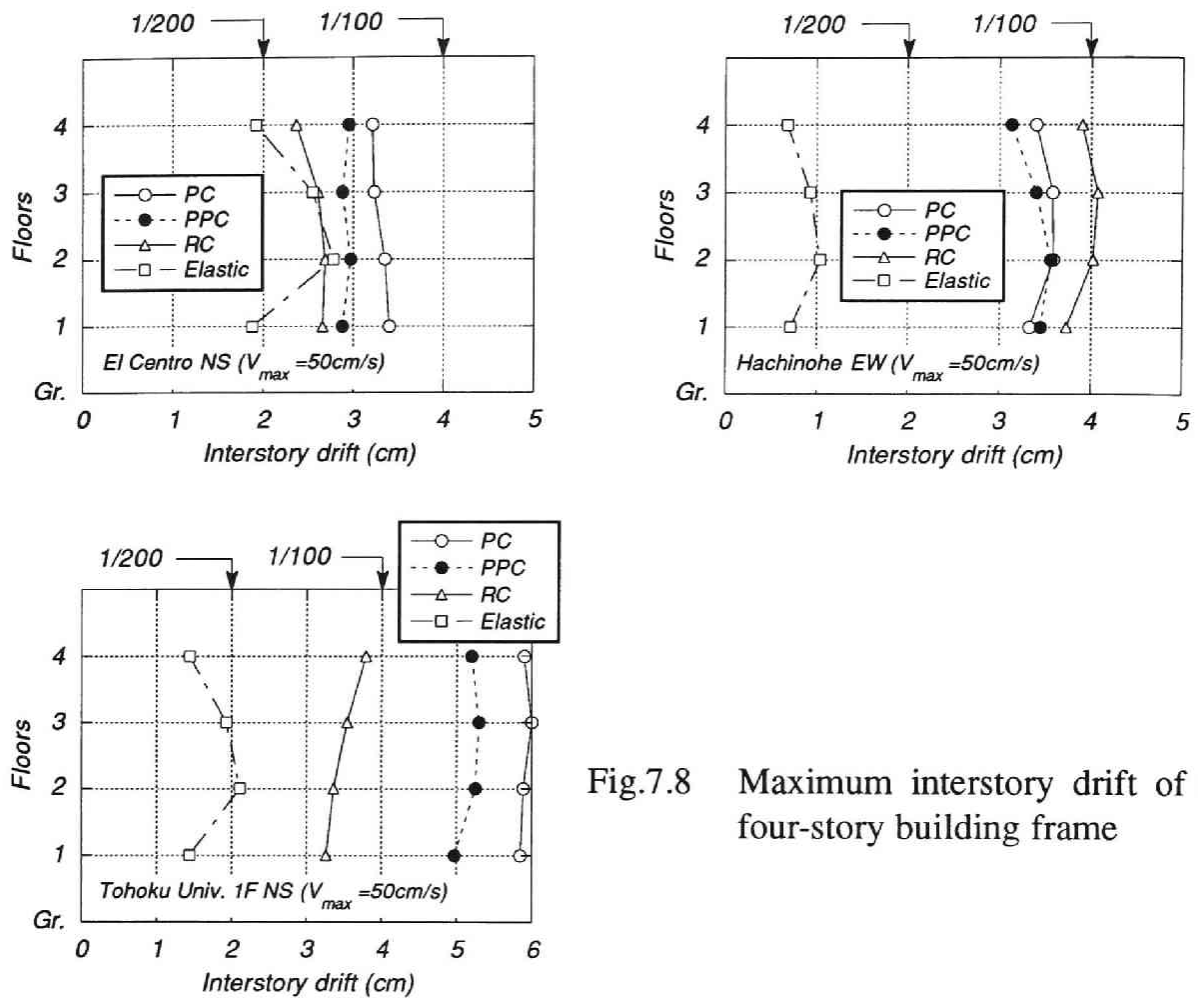 1/200 1/100
Floors
4
3
2
1
Gr.
PC
PPC
RC
Elastic
El Centro NS (Vmax =50cm/s)
0 1 2 3 4 5
Interstory drift (cm)
1/200 1/100
Floors
4
3
2
1
Gr.
PC
PPC
RC
Elastic
Hachinohe EW (Vmax =50cm/s)
0 1 2 3 4 5
Interstory drift (cm)
1/200 1/100
PC
PPC
RC
Elastic
Floors
4
3
2
1
Gr.
Tohoku Univ. 1F NS (Vmax =50cm/s)
0 1 2 3 4 5 6
Interstory drift (cm)
Fig.7.8 Maximum interstory drift of
four-story building frame